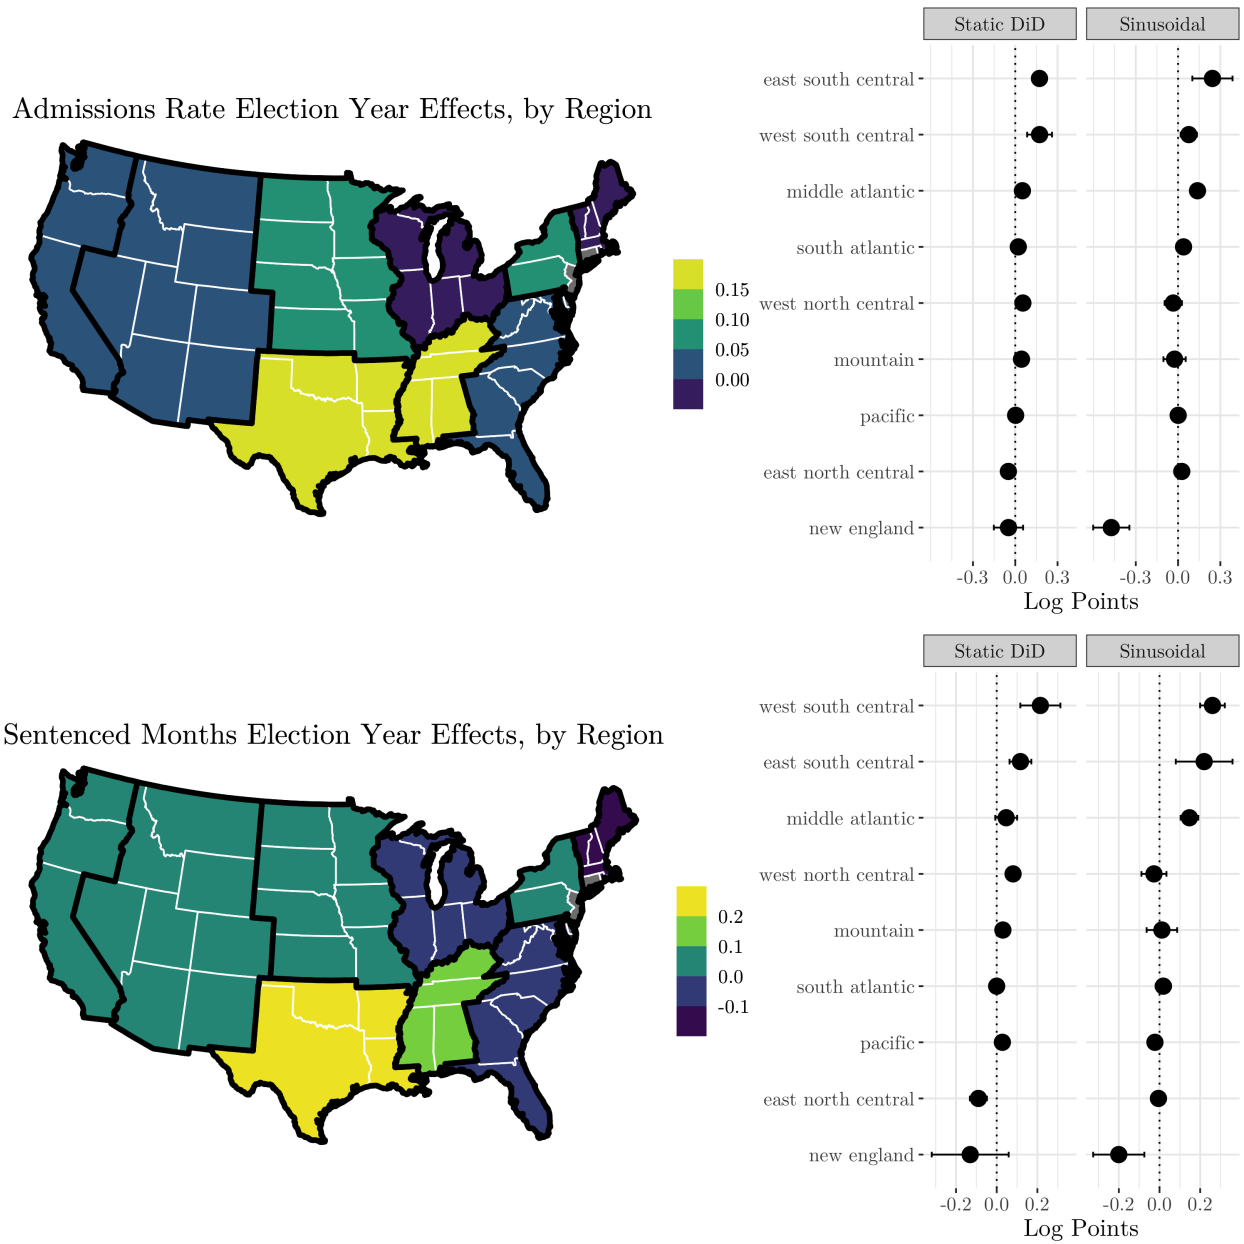 Admissions Rate Election Year Effects, by Region
0.15
0.10
0.05
0.00
Static DiD
Sinusoidal
east south central
west south central
middle atlantic
south atlantic
west north central
mountain
pacific
east north central
new england
-0.3 0.0 0.3
-0.3 0.0 0.3
Log Points
Sentenced Months Election Year Effects, by Region
0.2
0.1
0.0
-0.1
Static DiD
Sinusoidal
west south central
east south central
middle atlantic
west north central
mountain
south atlantic
pacific
east north central
new england
-0.2 0.0 0.2
-0.2 0.0 0.2
Log Points